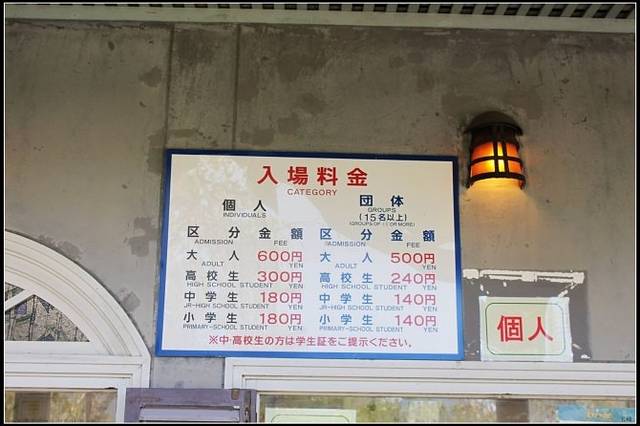 入場料金
CATEGORY
個人
INDIVIDUALS
区分 金額
ADMISSION FEE
大人 600円
ADULT YEN
高校生 300円
HIGH SCHOOL STUDENT YEN
中学生 180円
JR-HIGH SCHOOL STUDENT YEN
小学生 180円
PRIMARY-SCHOOL STUDENT YEN
団体
GROUPS
(15名以上)
(GROUPS OF 15 OR MORE)
区分 金額
ADMISSION FEE
大人 500円
ADULT YEN
高校生 240円
HIGH SCHOOL STUDENT YEN
中学生 140円
JR-HIGH SCHOOL STUDENT YEN
小学生 140円
PRIMARY-SCHOOL STUDENT YEN
※中・高校生の方は学生証をご提示ください。
個人